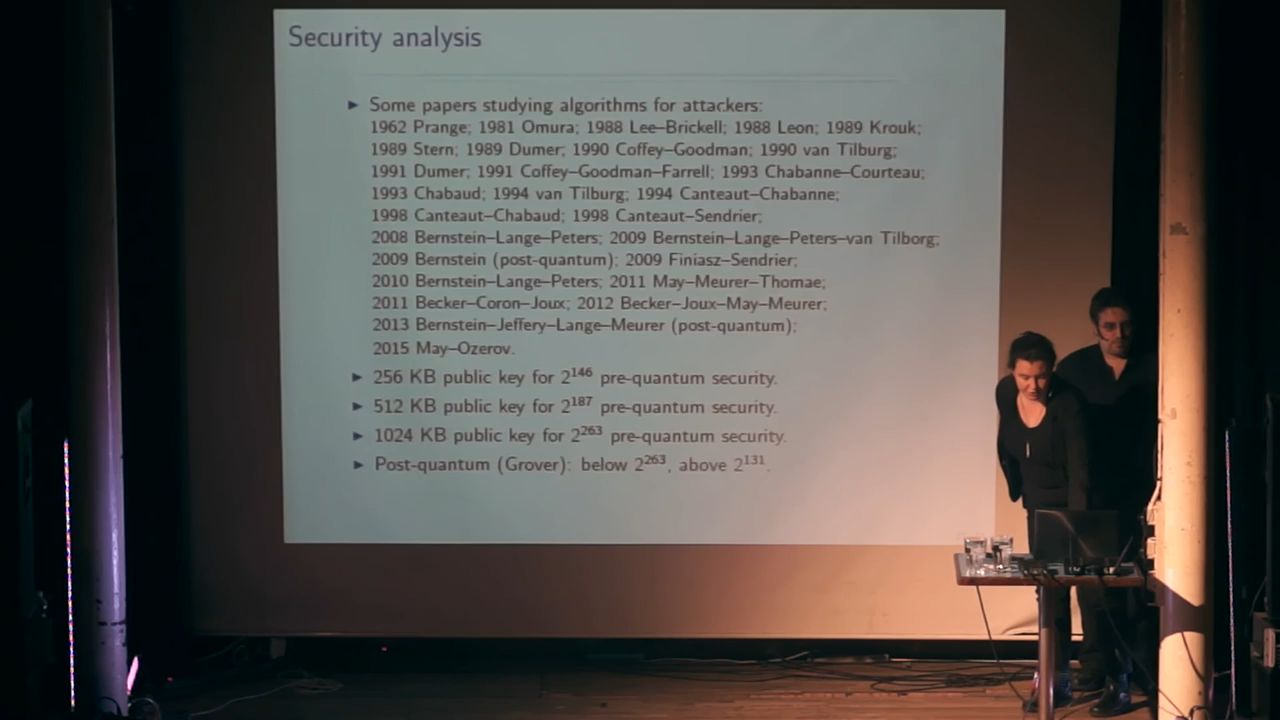 Security analysis
▶ Some papers studying algorithms for attackers:
1962 Prange; 1981 Omura; 1988 Lee–Brickell; 1988 Leon; 1989 Krouk;
1989 Stern; 1989 Dumer; 1990 Coffey–Goodman; 1990 van Tilburg;
1991 Dumer; 1991 Coffey–Goodman–Farrell; 1993 Chabanne–Courteau;
1993 Chabaud; 1994 van Tilburg; 1994 Canteaut–Chabanne;
1998 Canteaut–Chabaud; 1998 Canteaut–Sendrier;
2008 Bernstein–Lange–Peters; 2009 Bernstein–Lange–Peters–van Tilborg;
2009 Bernstein (post-quantum); 2009 Finiasz–Sendrier;
2010 Bernstein–Lange–Peters; 2011 May–Meurer–Thomae;
2011 Becker–Coron–Joux; 2012 Becker–Joux–May–Meurer;
2013 Bernstein–Jeffery–Lange–Meurer (post-quantum);
2015 May–Ozerov.
▶ 256 KB public key for 2¹⁴⁶ pre-quantum security.
▶ 512 KB public key for 2¹⁸⁷ pre-quantum security.
▶ 1024 KB public key for 2²⁶³ pre-quantum security.
▶ Post-quantum (Grover): below 2²⁶³, above 2¹³¹.